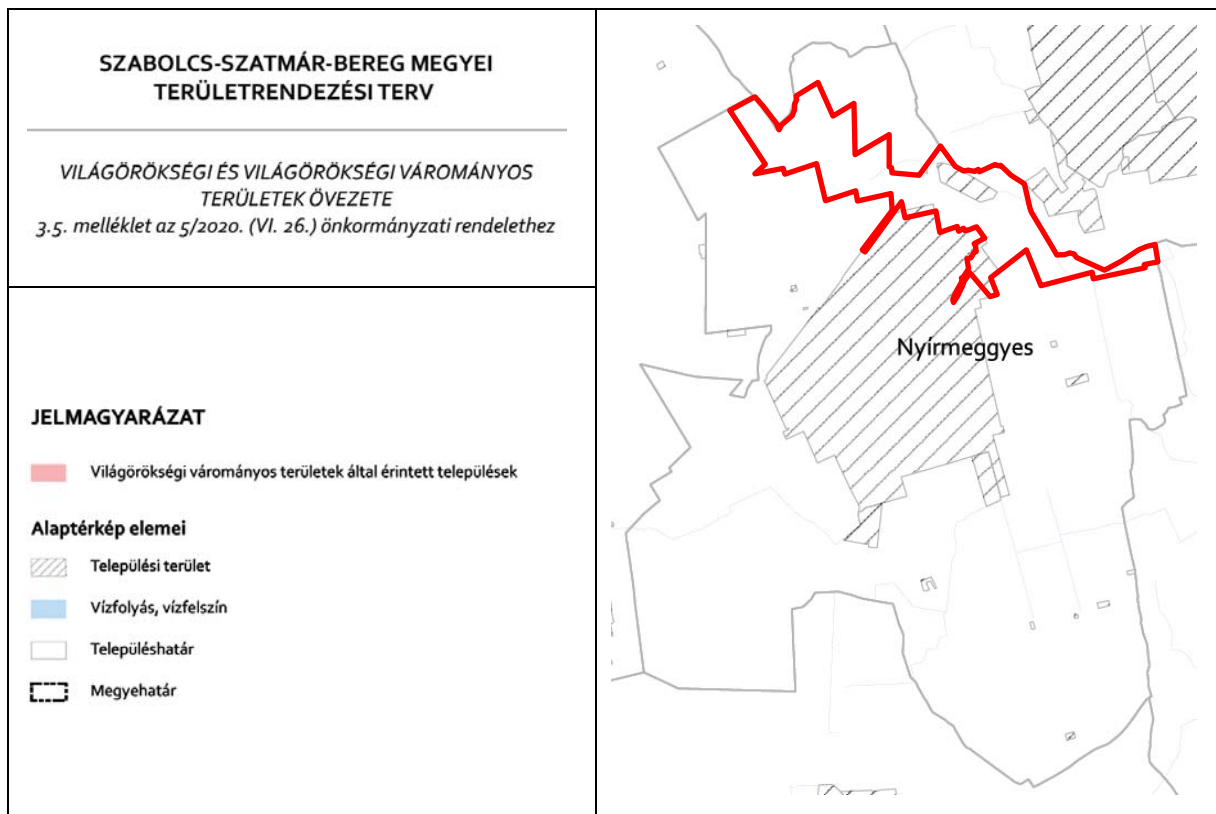 SZABOLCS-SZATMÁR-BEREG MEGYEI
TERÜLETRENDEZÉSI TERV
VILÁGÖRÖKSÉGI ÉS VILÁGÖRÖKSÉGI VÁROMÁNYOS
TERÜLETEK ÖVEZETE
3.5. melléklet az 5/2020. (VI. 26.) önkormányzati rendelethez
JELMAGYARÁZAT
Világörökségi várományos területek által érintett települések
Alaptérkép elemei
Települési terület
Vízfolyás, vízfelszín
Településhatár
Megyehatár
Nyírmeggyes